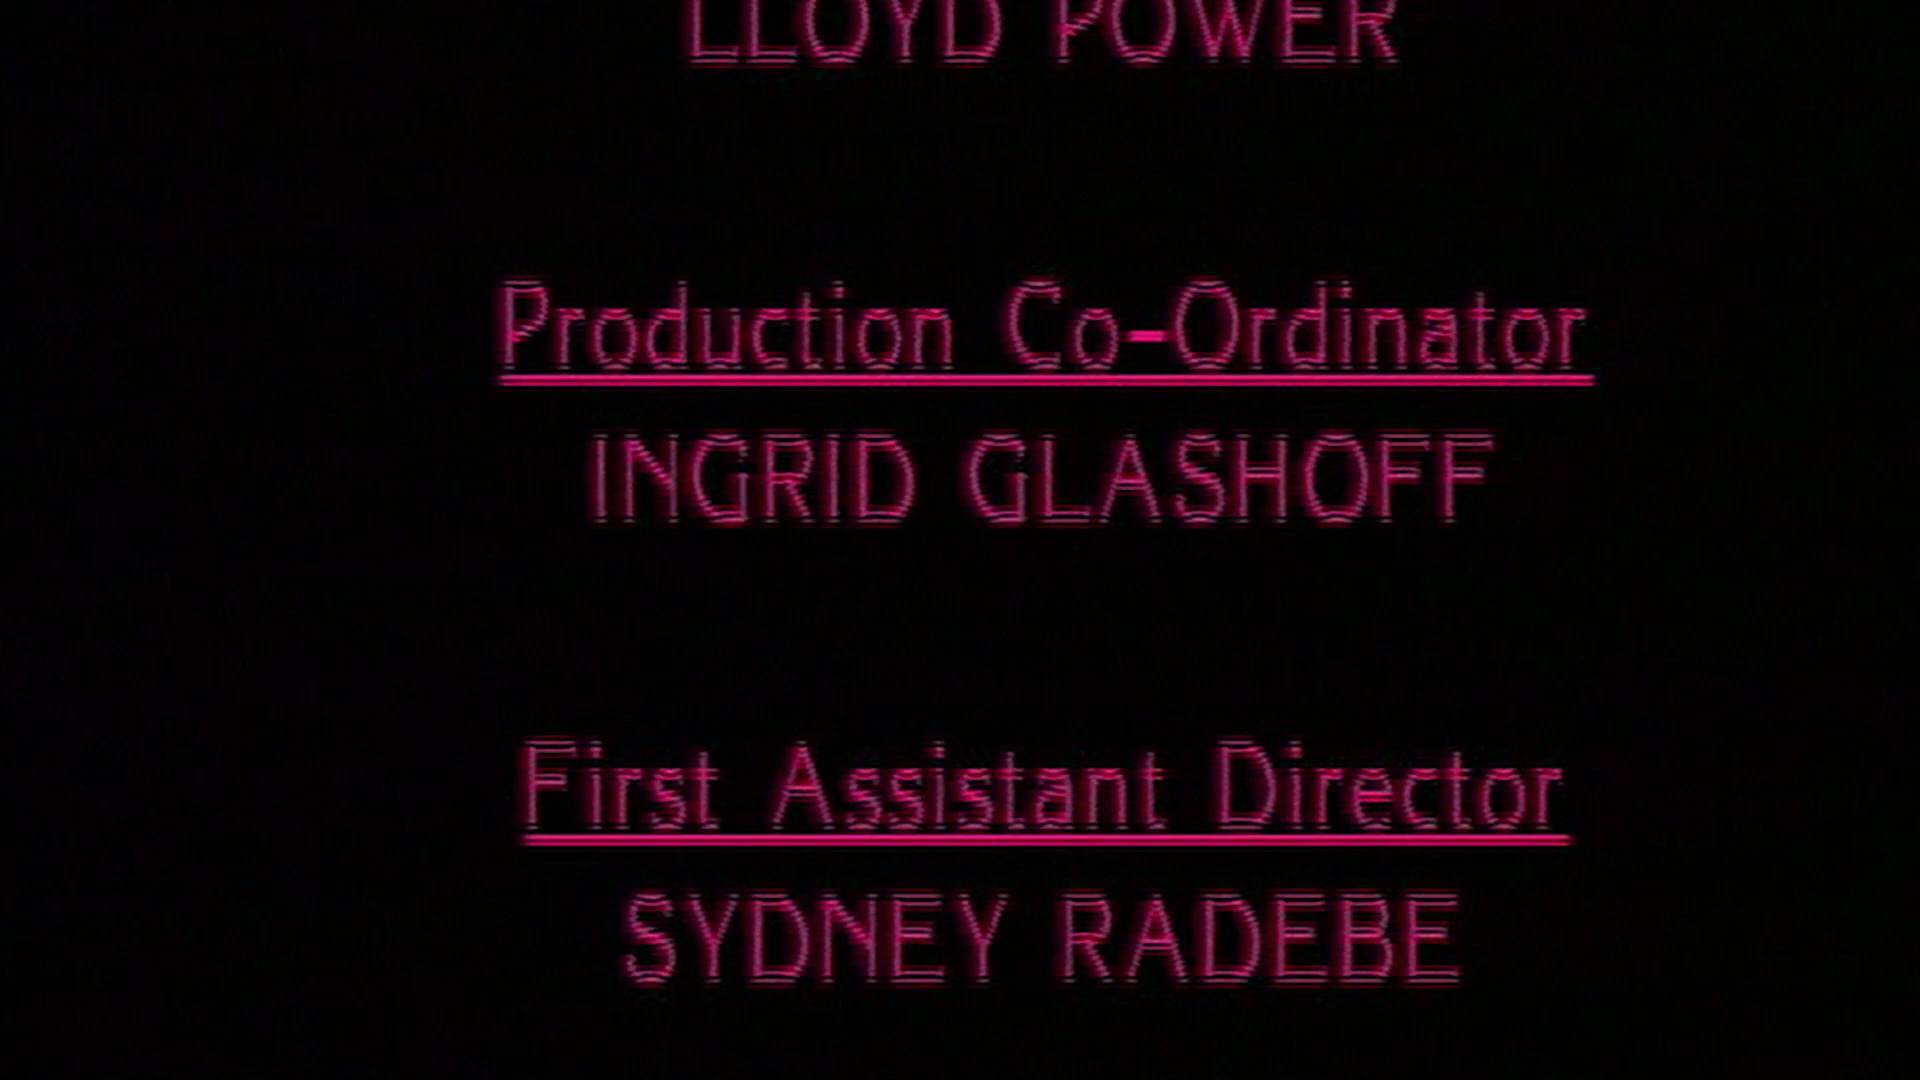 LLOYD POWER
Production Co-Ordinator
INGRID GLASHOFF
First Assistant Director
SYDNEY RADEBE